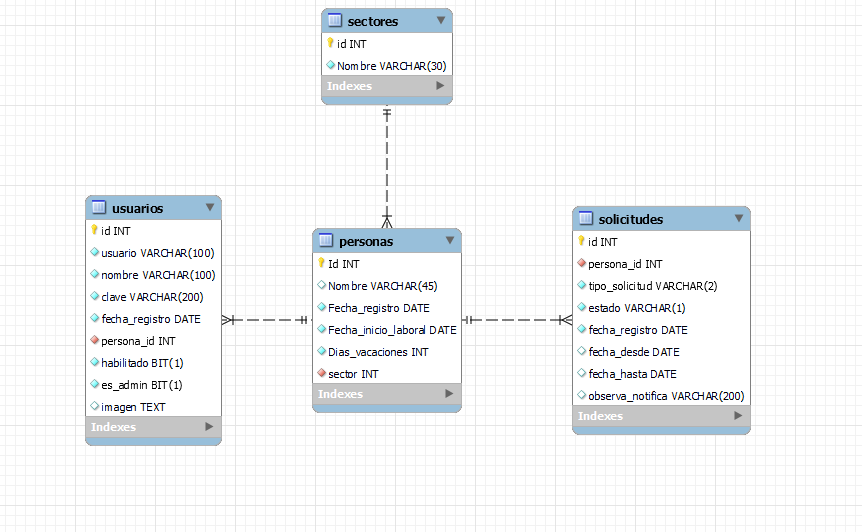 sectores
id INT
Nombre VARCHAR(30)
Indexes
usuarios
id INT
usuario VARCHAR(100)
nombre VARCHAR(100)
clave VARCHAR(200)
fecha_registro DATE
persona_id INT
habilitado BIT(1)
es_admin BIT(1)
imagen TEXT
Indexes
personas
Id INT
Nombre VARCHAR(45)
Fecha_registro DATE
Fecha_inicio_laboral DATE
Dias_vacaciones INT
sector INT
Indexes
solicitudes
id INT
persona_id INT
tipo_solicitud VARCHAR(2)
estado VARCHAR(1)
fecha_registro DATE
fecha_desde DATE
fecha_hasta DATE
observa_notifica VARCHAR(200)
Indexes